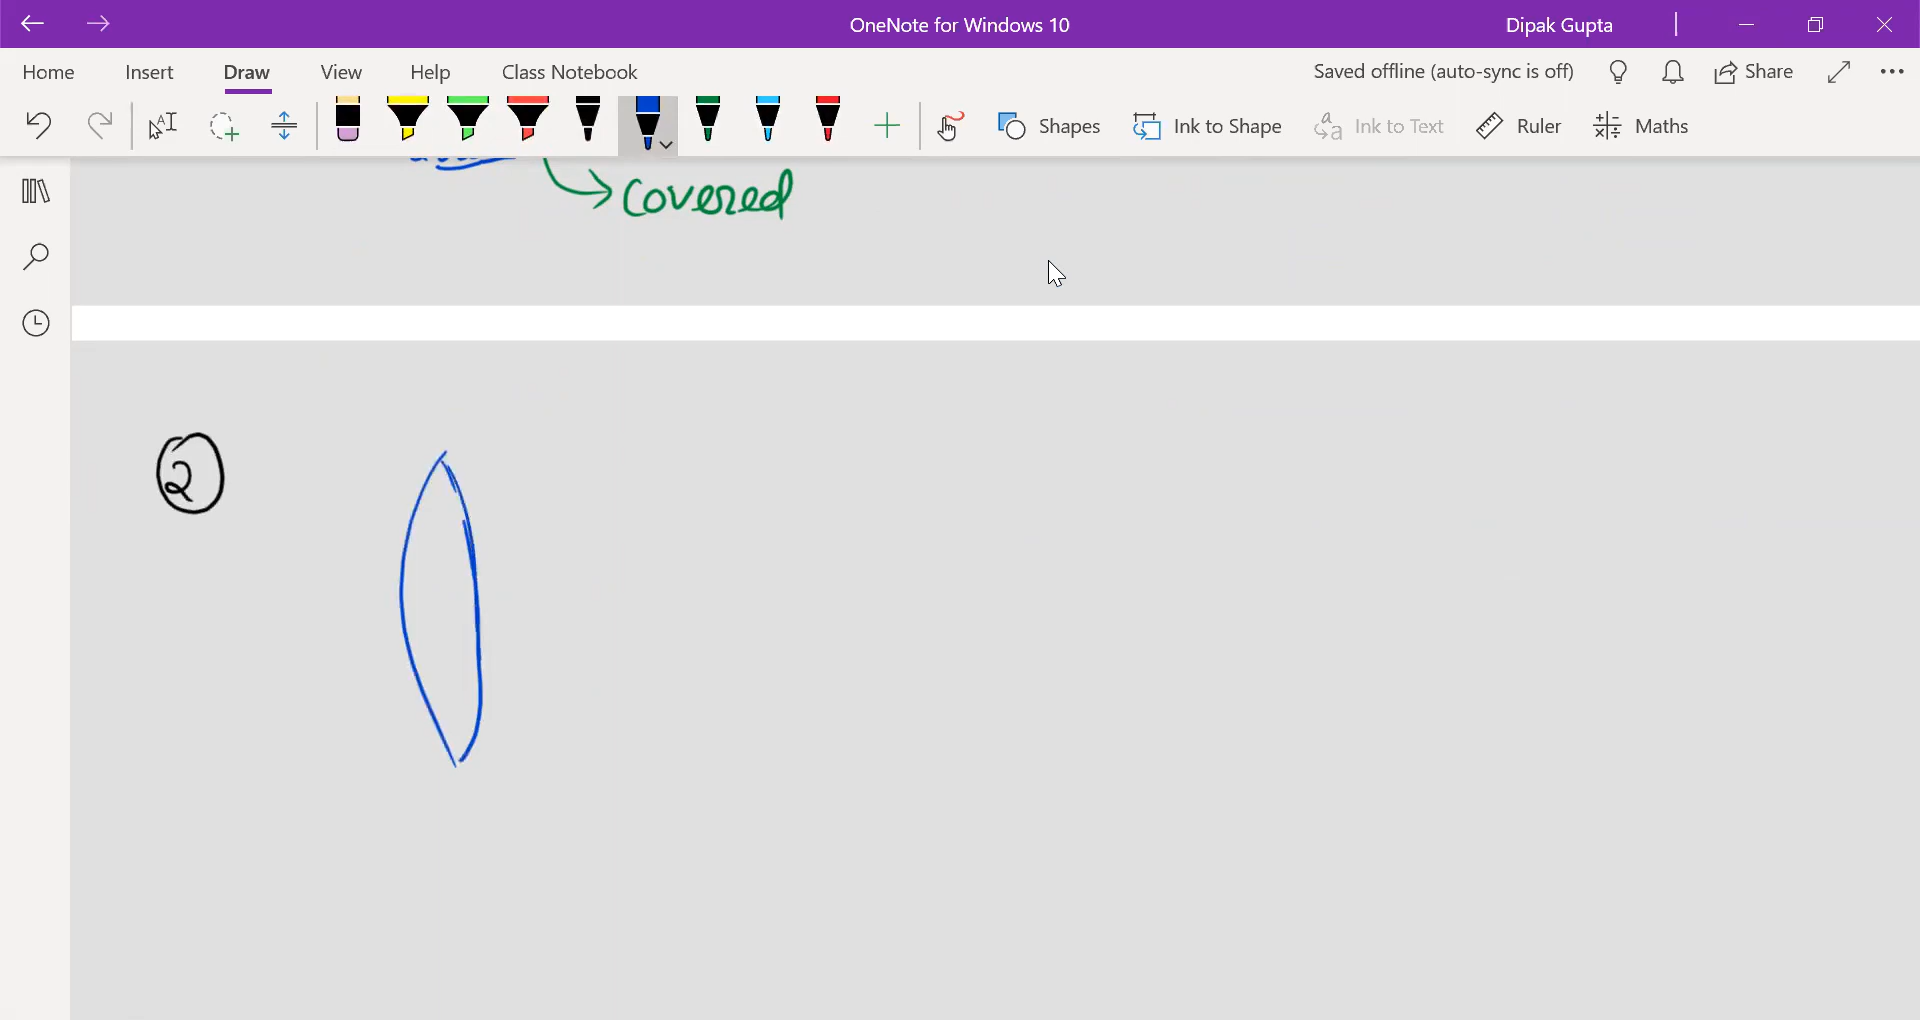 OneNote for Windows 10
Dipak Gupta
Home Insert Draw View Help Class Notebook
Saved offline (auto-sync is off) Share
Shapes Ink to Shape Ink to Text Ruler Maths
Covered
2